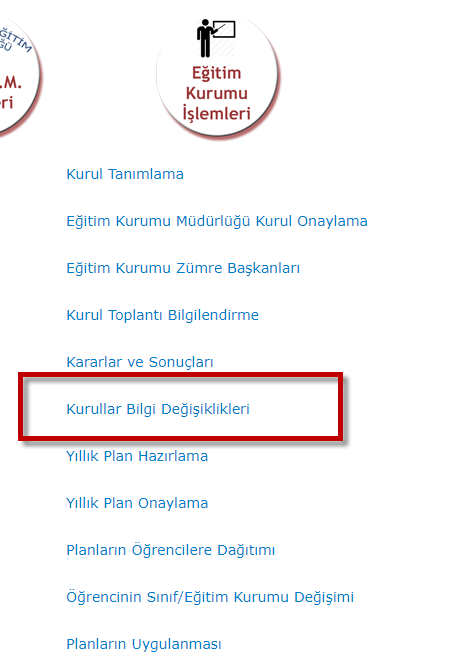 EĞİTİM
.M.
ri
Eğitim
Kurumu
İşlemleri
Kurul Tanımlama
Eğitim Kurumu Müdürlüğü Kurul Onaylama
Eğitim Kurumu Zümre Başkanları
Kurul Toplantı Bilgilendirme
Kararlar ve Sonuçları
Kurullar Bilgi Değişiklikleri
Yıllık Plan Hazırlama
Yıllık Plan Onaylama
Planların Öğrencilere Dağıtımı
Öğrencinin Sınıf/Eğitim Kurumu Değişimi
Planların Uygulanması